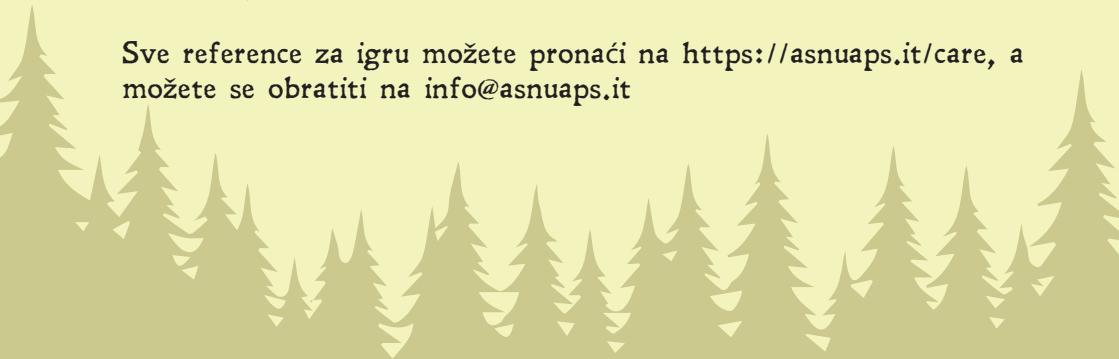 Sve reference za igru možete pronaći na https://asnuaps.it/care, a
možete se obratiti na info@asnuaps.it